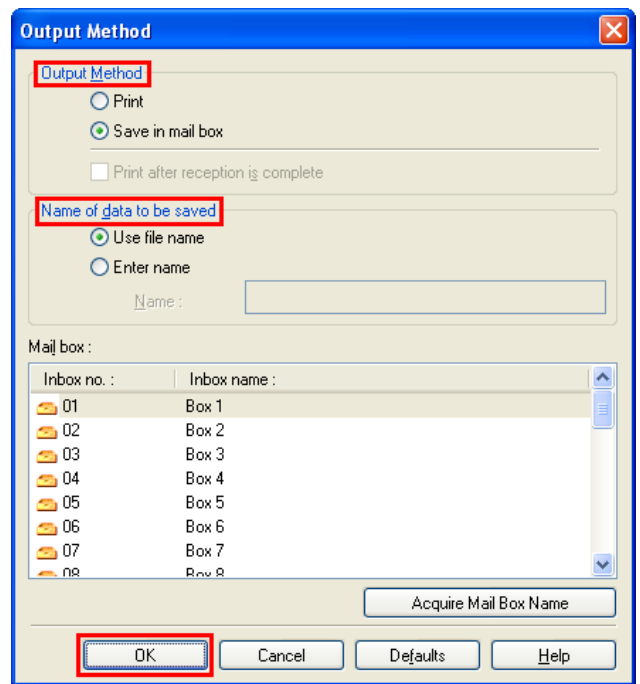 Output Method
Output Method
Print
Save in mail box
Print after reception is complete
Name of data to be saved
Use file name
Enter name
Name :
Mail box :
Inbox no. : Inbox name :
01 Box 1
02 Box 2
03 Box 3
04 Box 4
05 Box 5
06 Box 6
07 Box 7
08 Box 8
Acquire Mail Box Name
OK Cancel Defaults Help